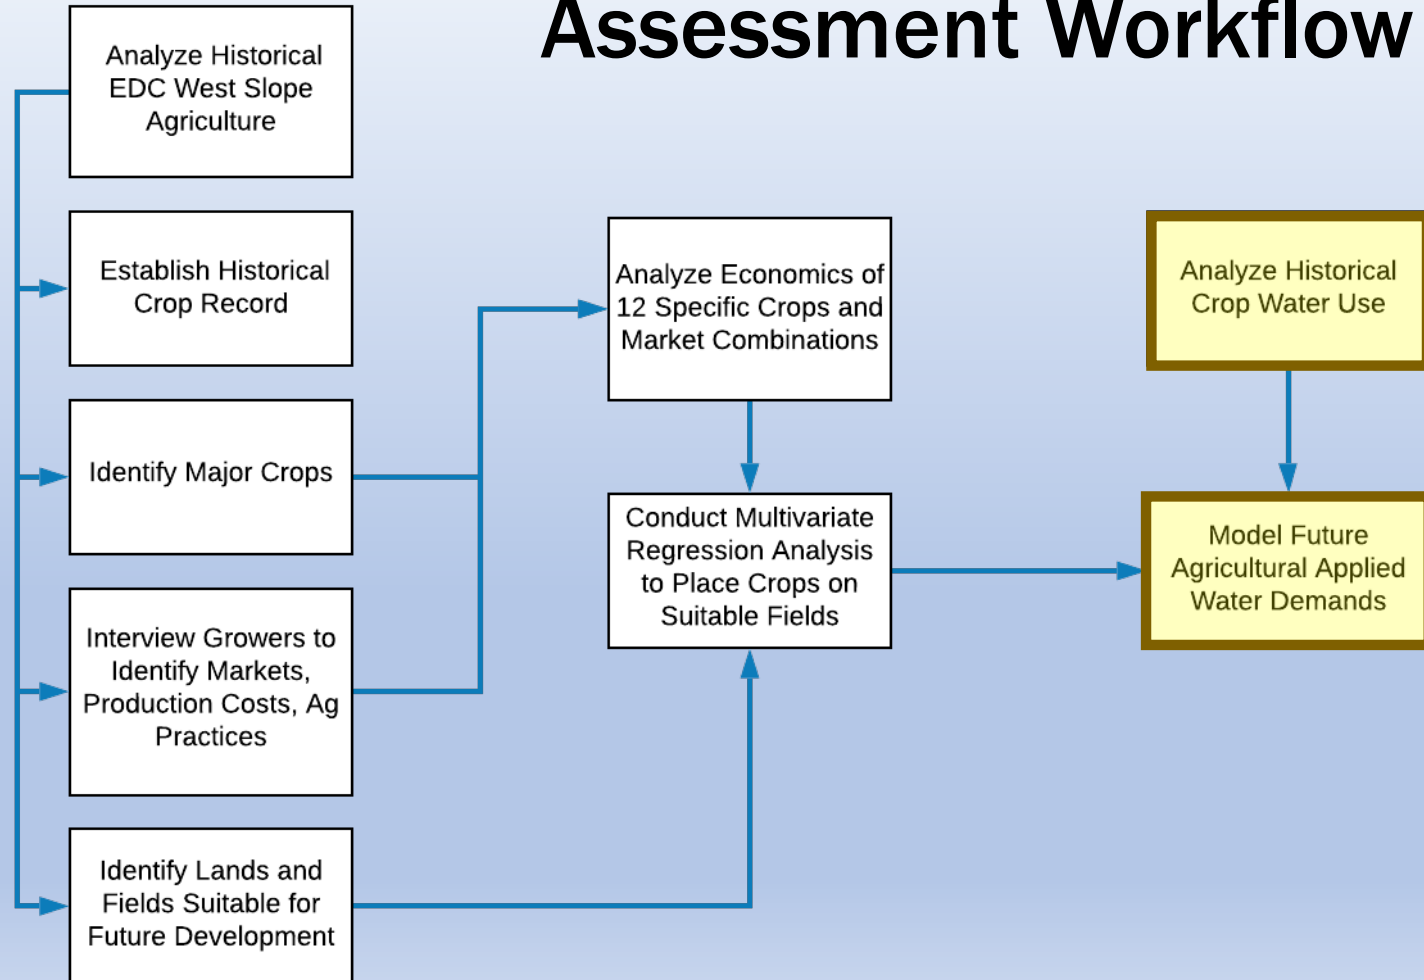 Assessment Workflow
Analyze Historical
EDC West Slope
Agriculture
Establish Historical
Crop Record
Identify Major Crops
Interview Growers to
Identify Markets,
Production Costs, Ag
Practices
Identify Lands and
Fields Suitable for
Future Development
Analyze Economics of
12 Specific Crops and
Market Combinations
Conduct Multivariate
Regression Analysis
to Place Crops on
Suitable Fields
Analyze Historical
Crop Water Use
Model Future
Agricultural Applied
Water Demands